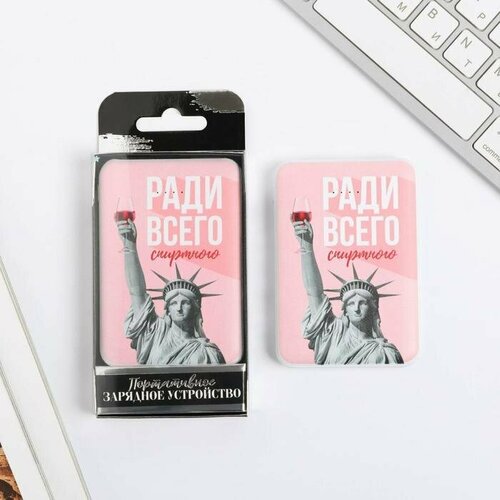 РАДИ
ВСЕГО
спиртного
Портативное
ЗАРЯДНОЕ УСТРОЙСТВО
РАДИ
ВСЕГО
спиртного